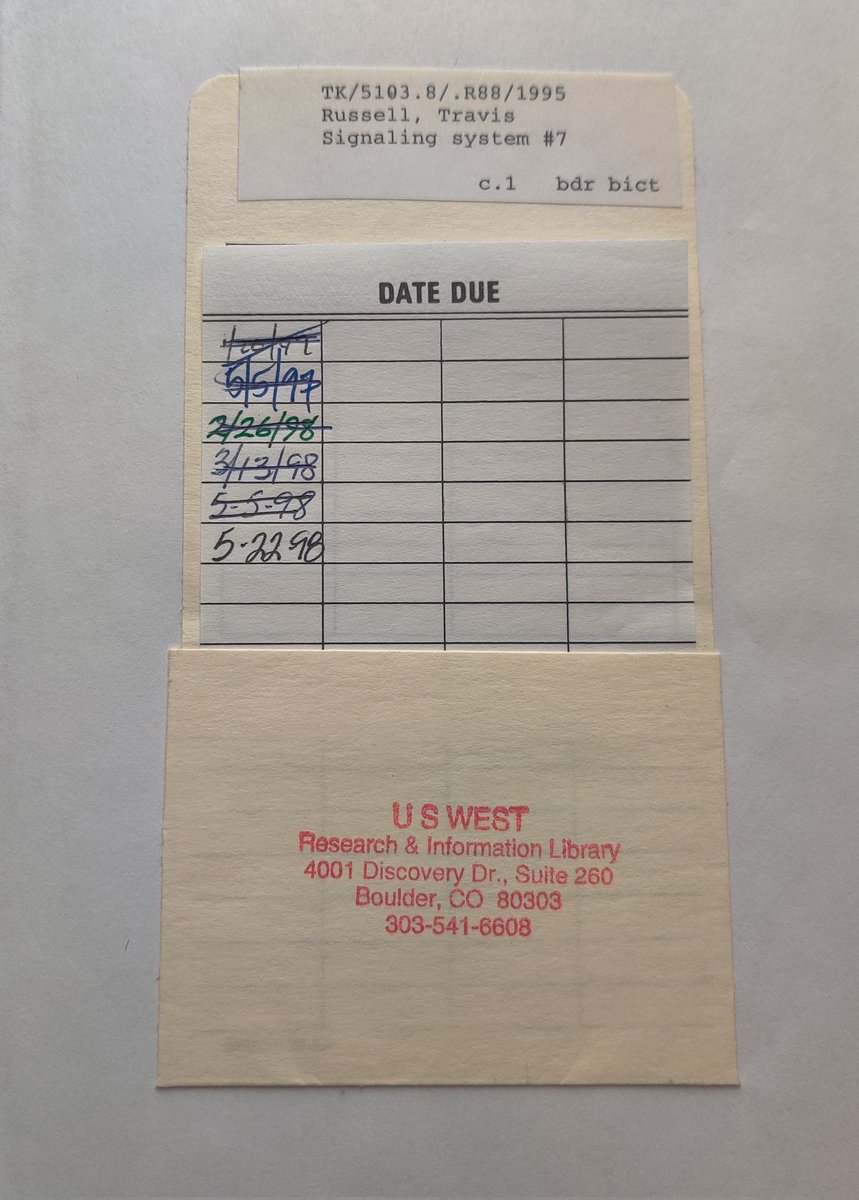 TK/5103.8/.R88/1995
Russell, Travis
Signaling system #7
c.1 bdr bict
DATE DUE
5/5/97
2/26/98
3/13/98
5-5-98
5-22 98
U S WEST
Research & Information Library
4001 Discovery Dr., Suite 260
Boulder, CO 80303
303-541-6608